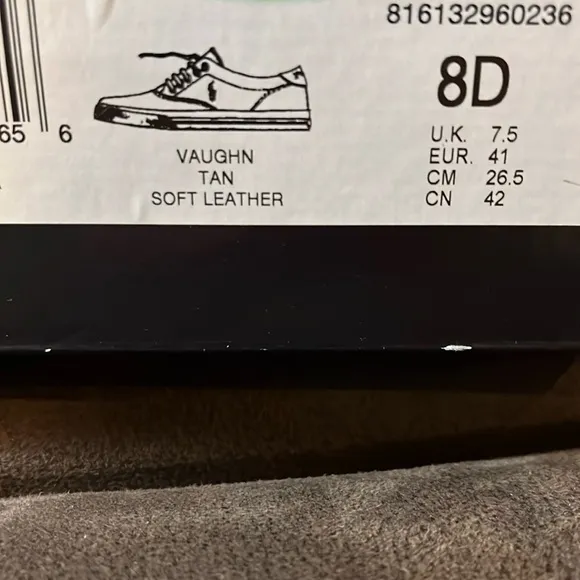 816132960236
8D
65 6
U.K. 7.5
EUR. 41
CM 26.5
CN 42
VAUGHN
TAN
SOFT LEATHER